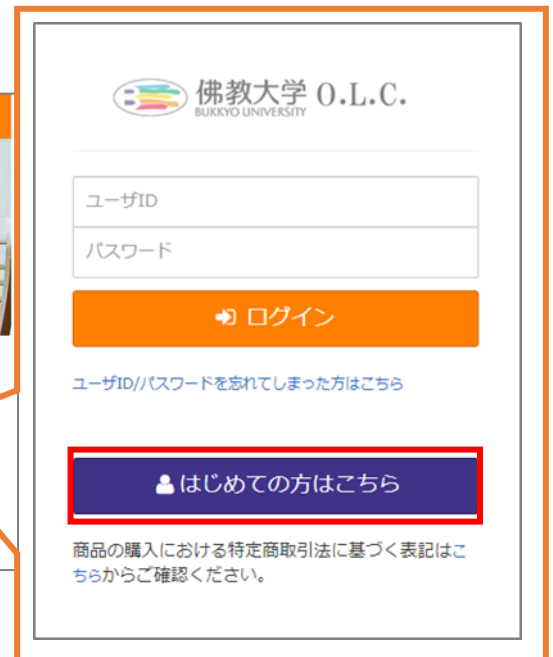 佛教大学 O.L.C.
BUKKYO UNIVERSITY
ユーザID
パスワード
ログイン
ユーザID/パスワードを忘れてしまった方はこちら
はじめての方はこちら
商品の購入における特定商取引法に基づく表記はこ
ちらからご確認ください。